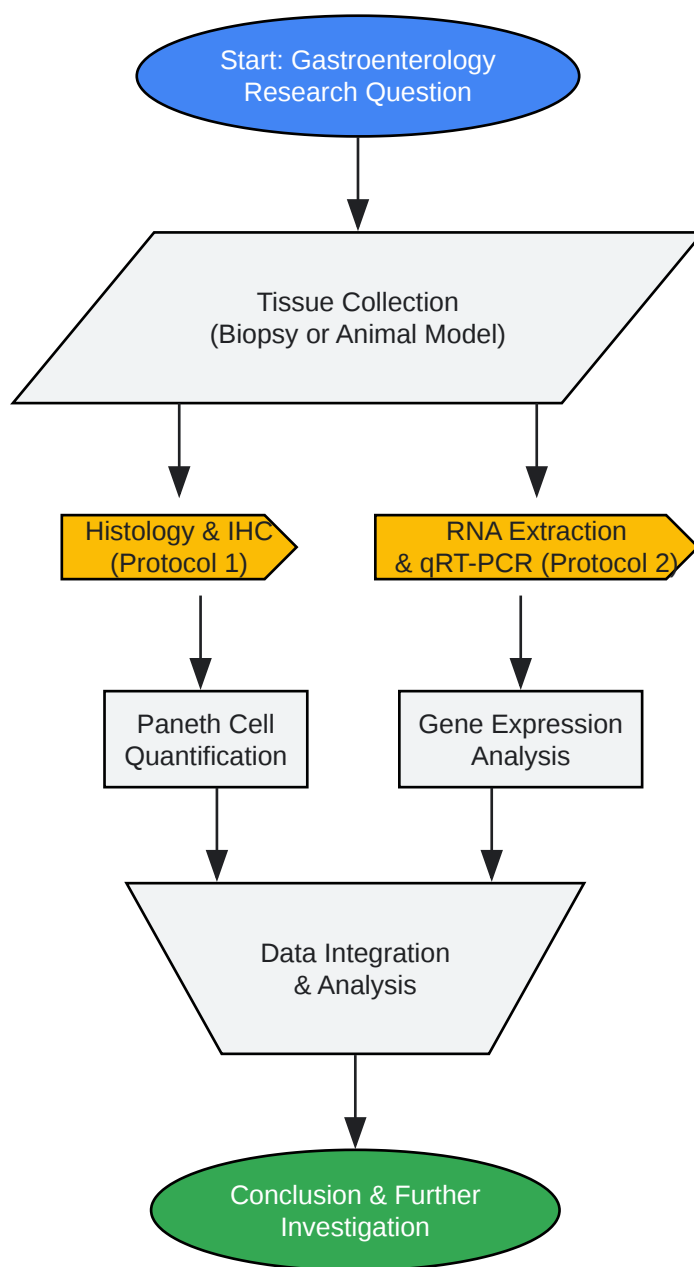 Start: Gastroenterology
Research Question
Tissue Collection
(Biopsy or Animal Model)
Histology & IHC
(Protocol 1)
RNA Extraction
& qRT-PCR (Protocol 2)
Paneth Cell
Quantification
Gene Expression
Analysis
Data Integration
& Analysis
Conclusion & Further
Investigation